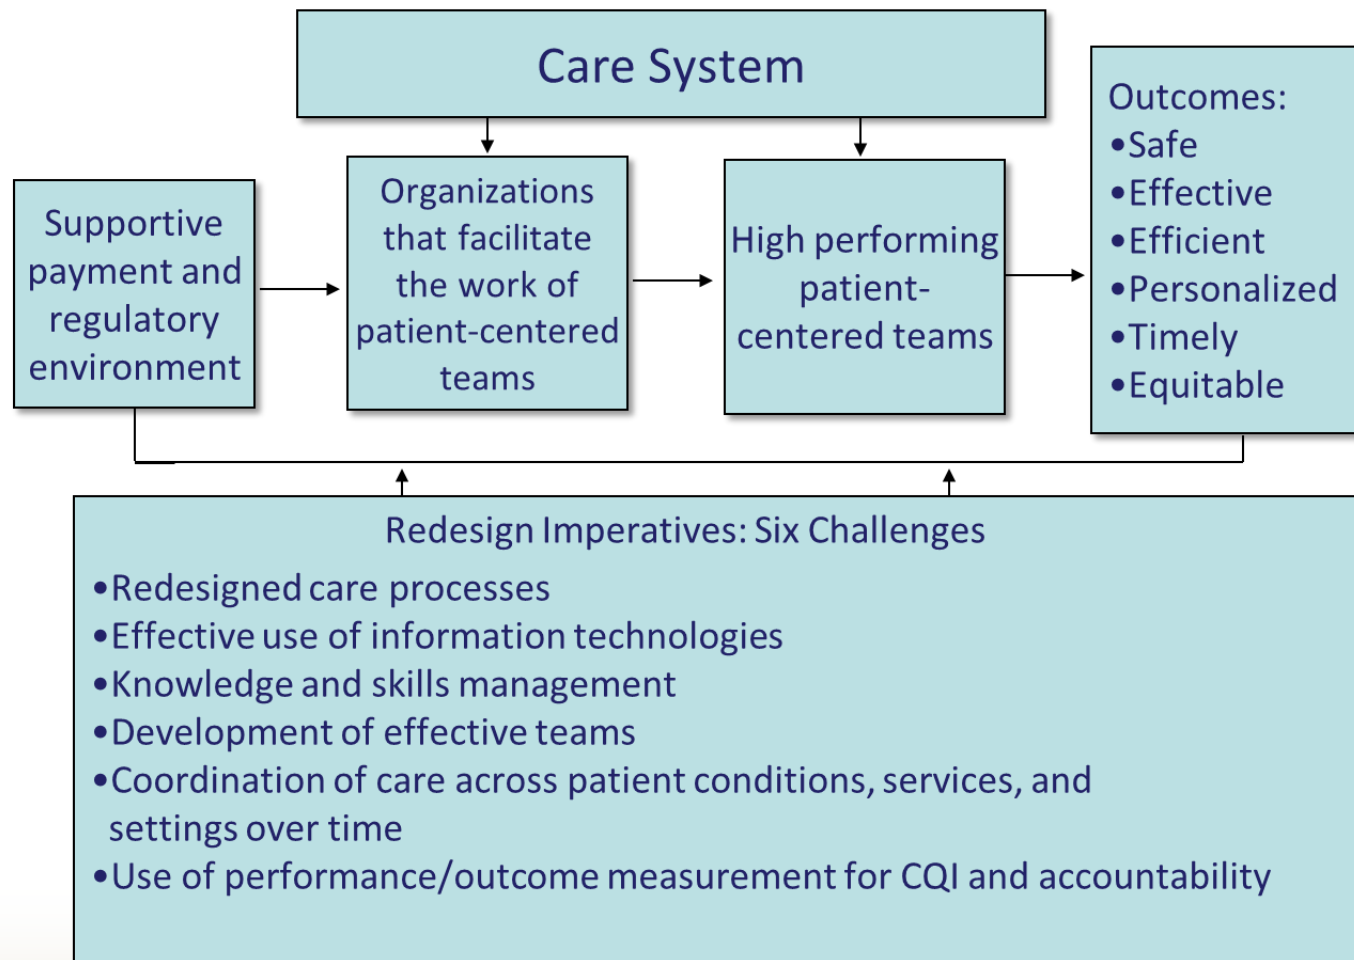 Care System
Supportive
payment and
regulatory
environment
Organizations
that facilitate
the work of
patient-centered
teams
High performing
patient-
centered teams
Outcomes:
•Safe
•Effective
•Efficient
•Personalized
•Timely
•Equitable
Redesign Imperatives: Six Challenges
•Redesigned care processes
•Effective use of information technologies
•Knowledge and skills management
•Development of effective teams
•Coordination of care across patient conditions, services, and
settings over time
•Use of performance/outcome measurement for CQI and accountability